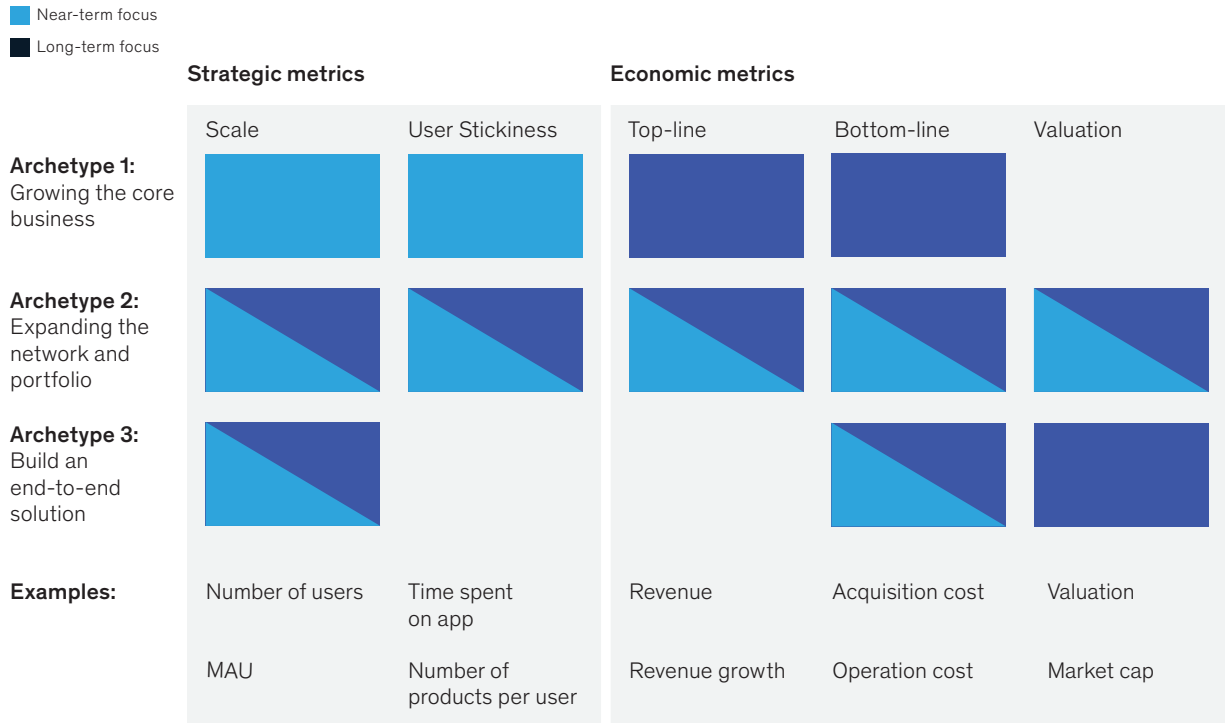 Near-term focus
Long-term focus
Strategic metrics
Economic metrics
Scale
User Stickiness
Top-line
Bottom-line
Valuation
Archetype 1:
Growing the core
business
Archetype 2:
Expanding the
network and
portfolio
Archetype 3:
Build an
end-to-end
solution
Examples:
Number of users
Time spent
on app
Revenue
Acquisition cost
Valuation
MAU
Number of
products per user
Revenue growth
Operation cost
Market cap